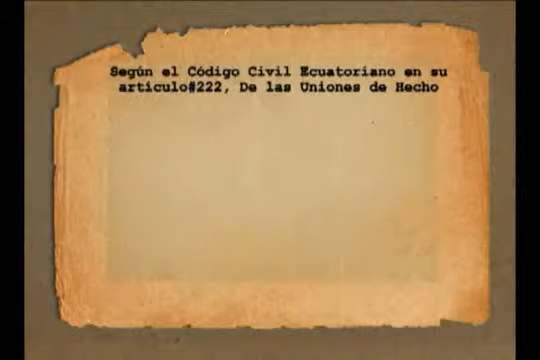 Según el Código Civil Ecuatoriano en su
artículo#222, De las Uniones de Hecho